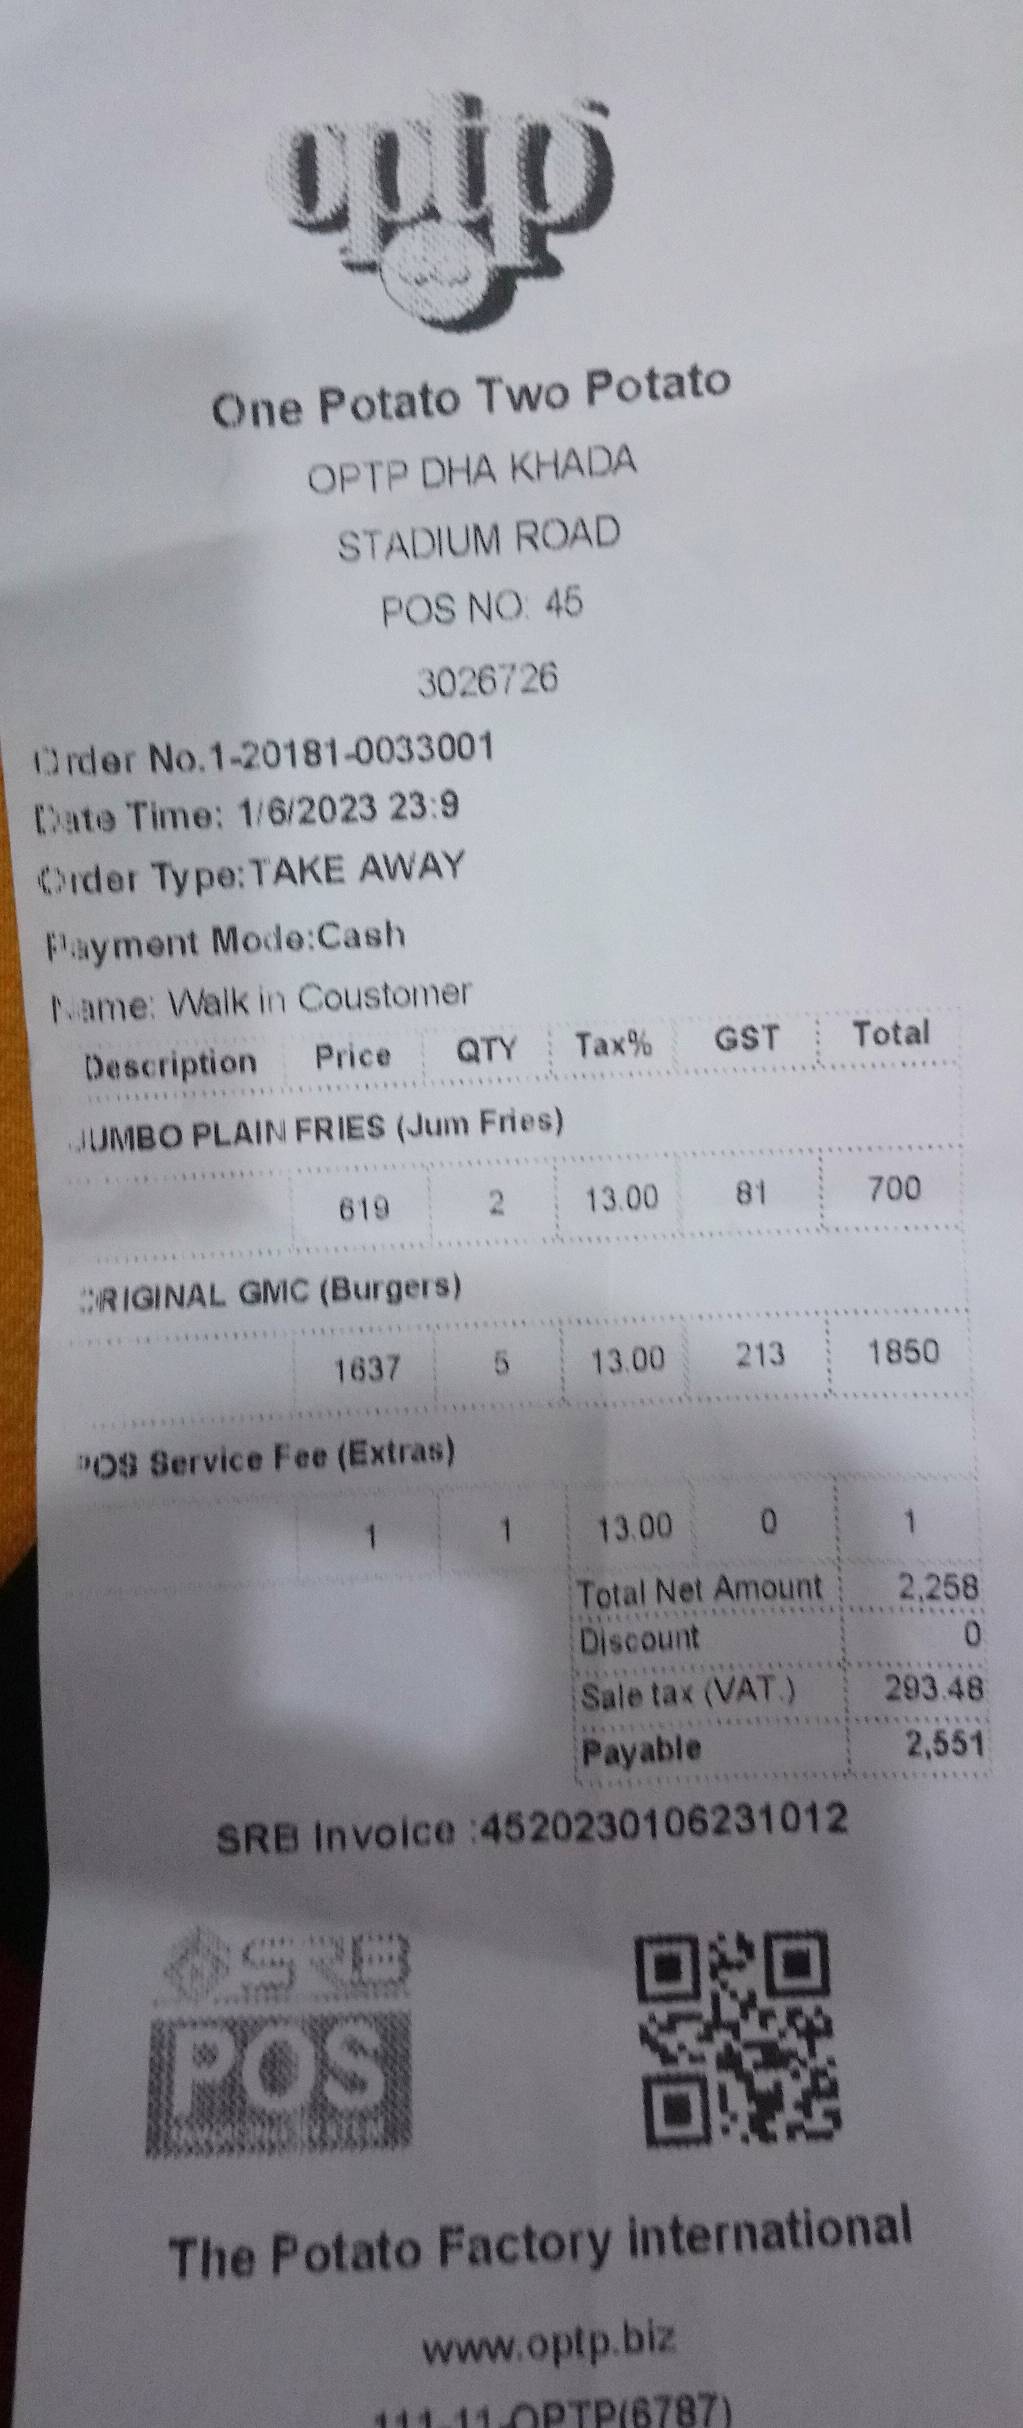 optp
One Potato Two Potato
OPTP DHA KHADA
STADIUM ROAD
POS NO: 45
3026726
Order No.1-20181-0033001
Date Time: 1/6/2023 23:9
Order Type:TAKE AWAY
Payment Mode:Cash
Name: Walk in Coustomer
Description Price QTY Tax% GST Total
JUMBO PLAIN FRIES (Jum Fries)
619 2 13.00 81 700
ORIGINAL GMC (Burgers)
1637 5 13.00 213 1850
POS Service Fee (Extras)
1 1 13.00 0 1
Total Net Amount 2,258
Discount 0
Sale tax (VAT.) 293.48
Payable 2,551
SRB Invoice :4520230106231012
SRB
POS
The Potato Factory international
www.optp.biz
111-11-OPTP(6787)